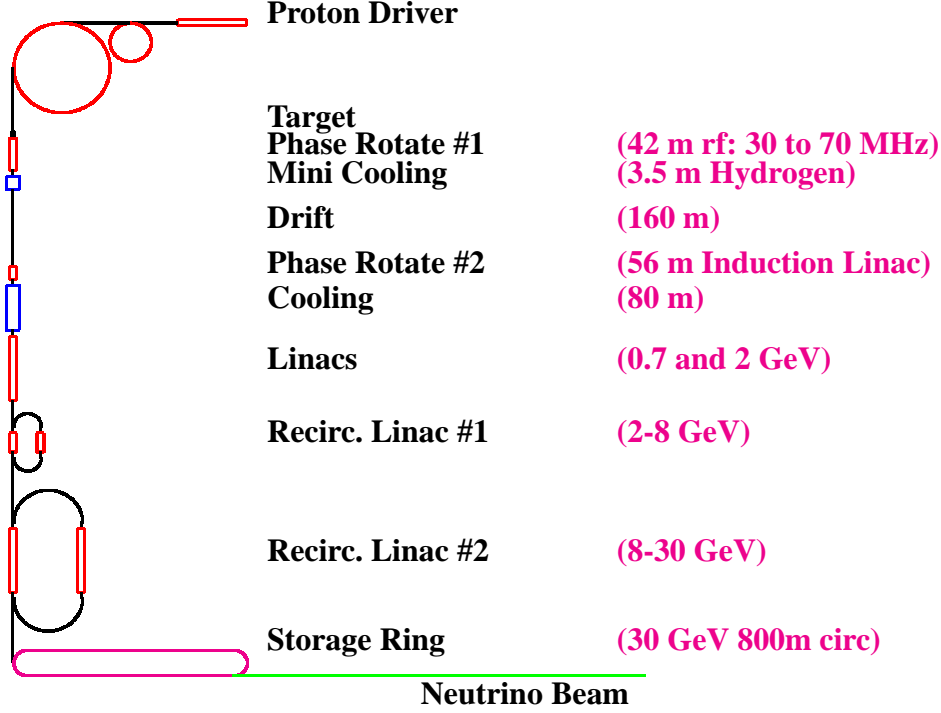 Proton Driver
Target
Phase Rotate #1 (42 m rf: 30 to 70 MHz)
Mini Cooling (3.5 m Hydrogen)
Drift (160 m)
Phase Rotate #2 (56 m Induction Linac)
Cooling (80 m)
Linacs (0.7 and 2 GeV)
Recirc. Linac #1 (2-8 GeV)
Recirc. Linac #2 (8-30 GeV)
Storage Ring (30 GeV 800m circ)
Neutrino Beam